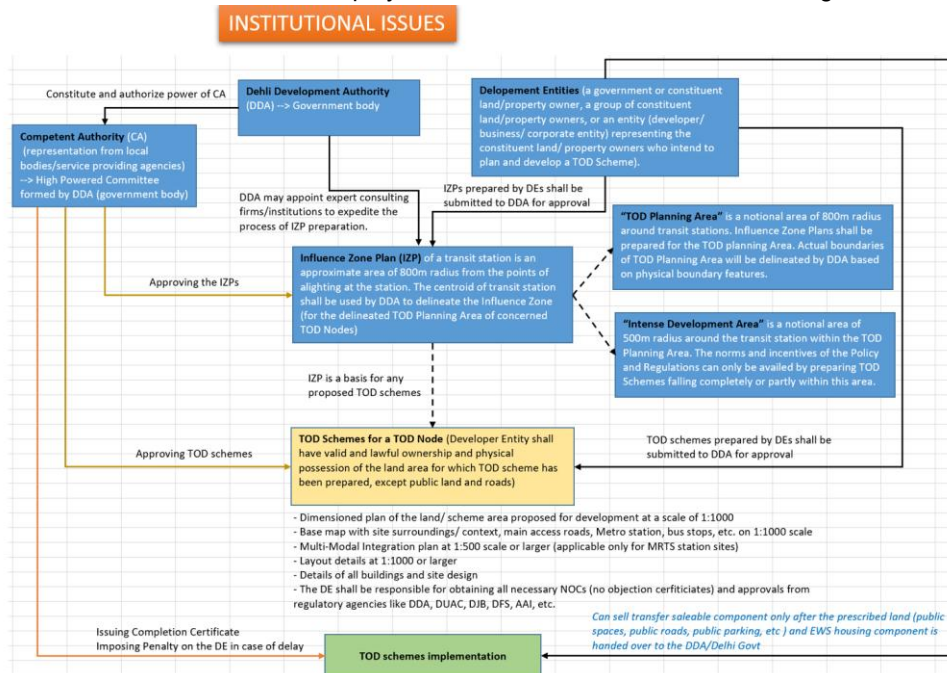 INSTITUTIONAL ISSUES
Constitute and authorize power of CA
Dehli Development Authority
(DDA) --> Government body
Delopement Entities (a government or constituent
land/property owner, a group of constituent
land/property owners, or an entity (developer/
business/ corporate entity) representing the
constituent land/ property owners who intend to
plan and develop a TOD Scheme).
Competent Authority (CA)
(representation from local
bodies/service providing agencies)
--> High Powered Committee
formed by DDA (government body)
DDA may appoint expert consulting
firms/institutions to expedite the
process of IZP preparation.
IZPs prepared by DEs shall be
submitted to DDA for approval
Approving the IZPs
Influence Zone Plan (IZP) of a transit station is an
approximate area of 800m radius from the points of
alighting at the station. The centroid of transit station
shall be used by DDA to delineate the Influence Zone
(for the delineated TOD Planning Area of concerned
TOD Nodes)
"TOD Planning Area" is a notional area of 800m radius
around transit stations. Influence Zone Plans shall be
prepared for the TOD planning Area. Actual boundaries
of TOD Planning Area will be delineated by DDA based
on physical boundary features.
"Intense Development Area" is a notional area of
500m radius around the transit station within the TOD
Planning Area. The norms and incentives of the Policy
and Regulations can only be availed by preparing TOD
Schemes falling completely or partly within this area.
IZP is a basis for any
proposed TOD schemes
Approving TOD schemes
TOD Schemes for a TOD Node (Developer Entity shall
have valid and lawful ownership and physical
possession of the land area for which TOD scheme has
been prepared, except public land and roads)
TOD schemes prepared by DEs shall be
submitted to DDA for approval
- Dimensioned plan of the land/ scheme area proposed for development at a scale of 1:1000
- Base map with site surroundings/ context, main access roads, Metro station, bus stops, etc. on 1:1000 scale
- Multi-Modal Integration plan at 1:500 scale or larger (applicable only for MRTS station sites)
- Layout details at 1:1000 or larger
- Details of all buildings and site design
- The DE shall be responsible for obtaining all necessary NOCs (no objection cerfiticiates) and approvals from
regulatory agencies like DDA, DUAC, DJB, DFS, AAI, etc.
Issuing Completion Certificate
Imposing Penalty on the DE in case of delay
TOD schemes implementation
Can sell transfer saleable component only after the prescribed land (public
spaces, public roads, public parking, etc ) and EWS housing component is
handed over to the DDA/Delhi Govt